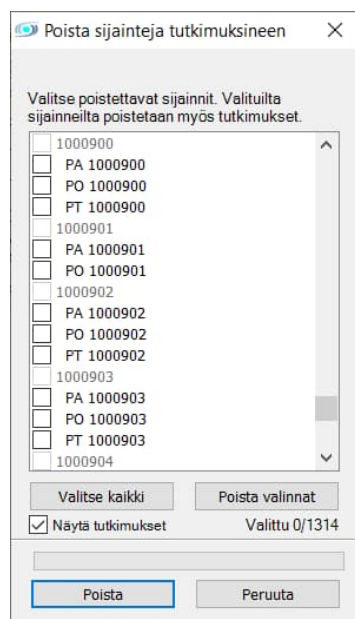 Poista sijainteja tutkimuksineen
Valitse poistettavat sijainnit. Valituilta
sijainneilta poistetaan myös tutkimukset.
1000900
PA 1000900
PO 1000900
PT 1000900
1000901
PA 1000901
PO 1000901
1000902
PA 1000902
PO 1000902
PT 1000902
1000903
PA 1000903
PO 1000903
PT 1000903
1000904
Valitse kaikki
Poista valinnat
Näytä tutkimukset
Valittu 0/1314
Poista
Peruuta